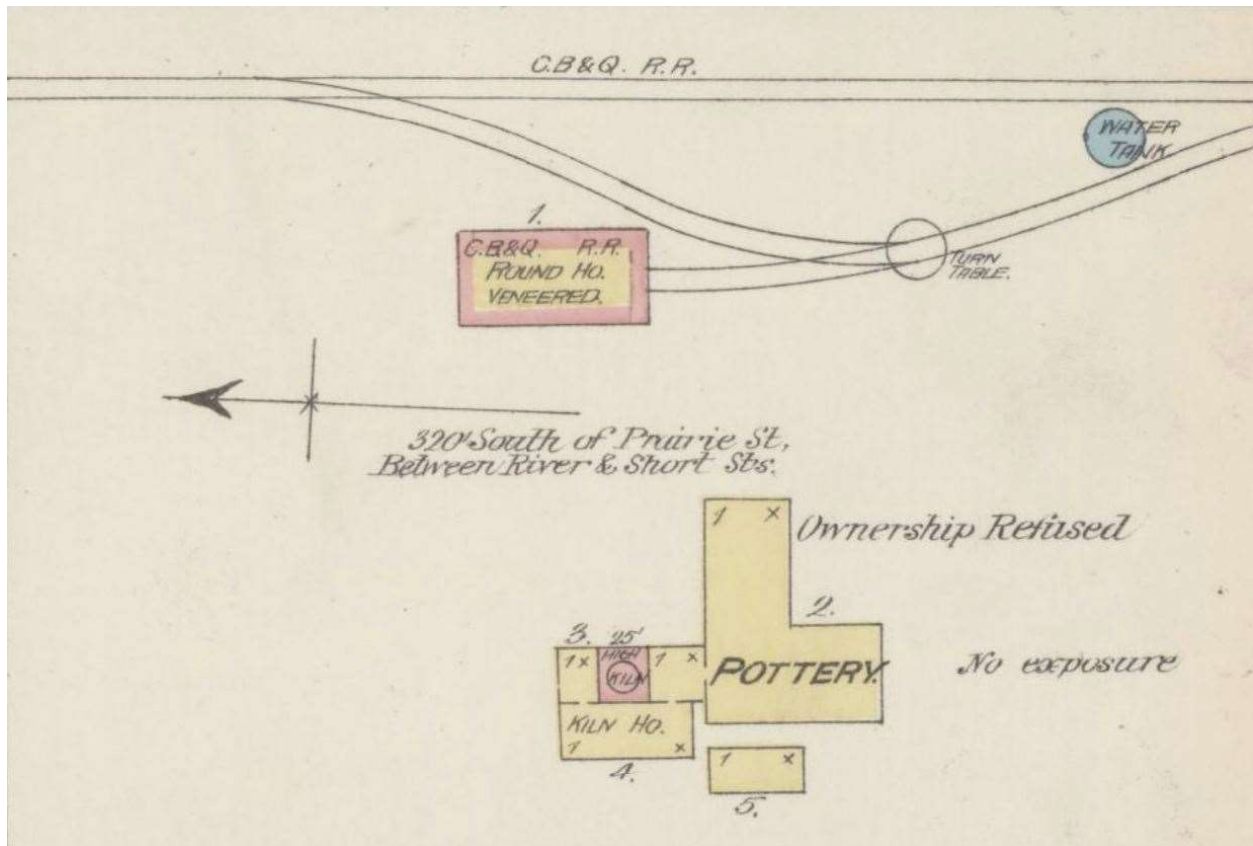 C.B&Q. R.R.
WATER
TANK
1.
C.B.&Q. R.R.
ROUND HO.
VENEERED.
TURN
TABLE.
320' South of Prairie St,
Between River & Short Sts.
1 x
Ownership Refused
2.
3. 25'
1 x HIGH 1 x
KILN
POTTERY.
No exposure
KILN HO.
1 x
4.
1 x
5.